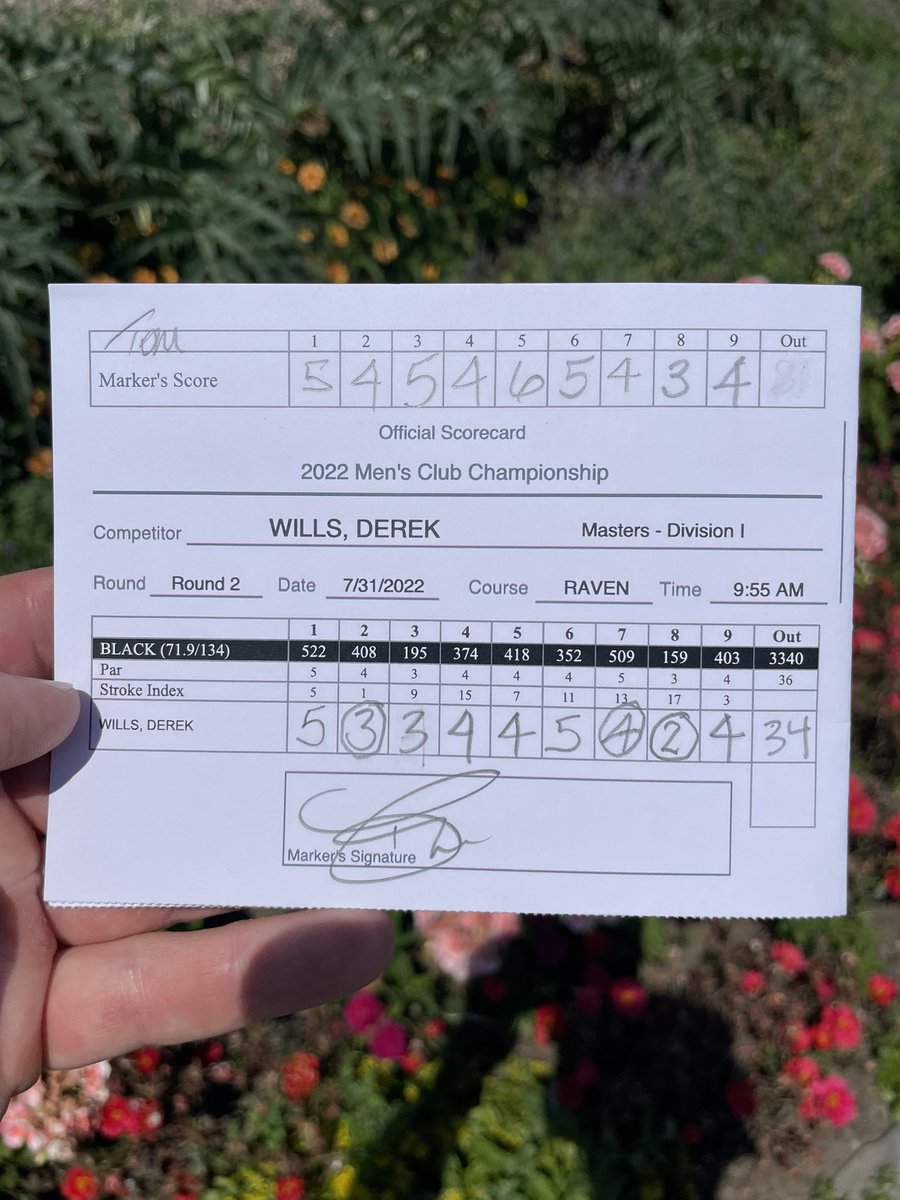 Tom
1 2 3 4 5 6 7 8 9 Out
Marker's Score 5 4 5 4 6 5 4 3 4
Official Scorecard
2022 Men's Club Championship
Competitor WILLS, DEREK Masters - Division I
Round Round 2 Date 7/31/2022 Course RAVEN Time 9:55 AM
1 2 3 4 5 6 7 8 9 Out
BLACK (71.9/134) 522 408 195 374 418 352 509 159 403 3340
Par 5 4 3 4 4 4 5 3 4 36
Stroke Index 5 1 9 15 7 11 13 17 3
WILLS, DEREK 5 3 3 4 4 5 4 2 4 34
Marker's Signature